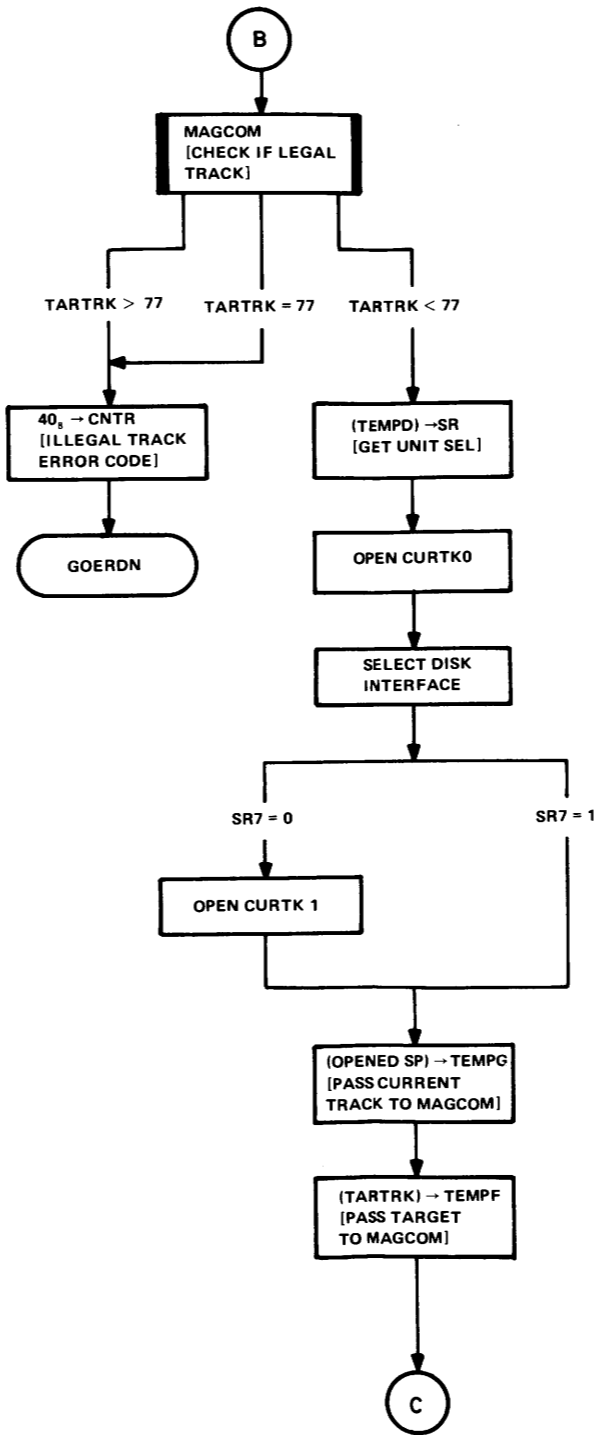 B
MAGCOM
[CHECK IF LEGAL
TRACK]
TARTRK > 77
TARTRK = 77
TARTRK < 77
40₈ → CNTR
[ILLEGAL TRACK
ERROR CODE]
(TEMPD) →SR
[GET UNIT SEL]
GOERDN
OPEN CURTK0
SELECT DISK
INTERFACE
SR7 = 0
SR7 = 1
OPEN CURTK 1
(OPENED SP) → TEMPG
[PASS CURRENT
TRACK TO MAGCOM]
(TARTRK) → TEMPF
[PASS TARGET
TO MAGCOM]
C